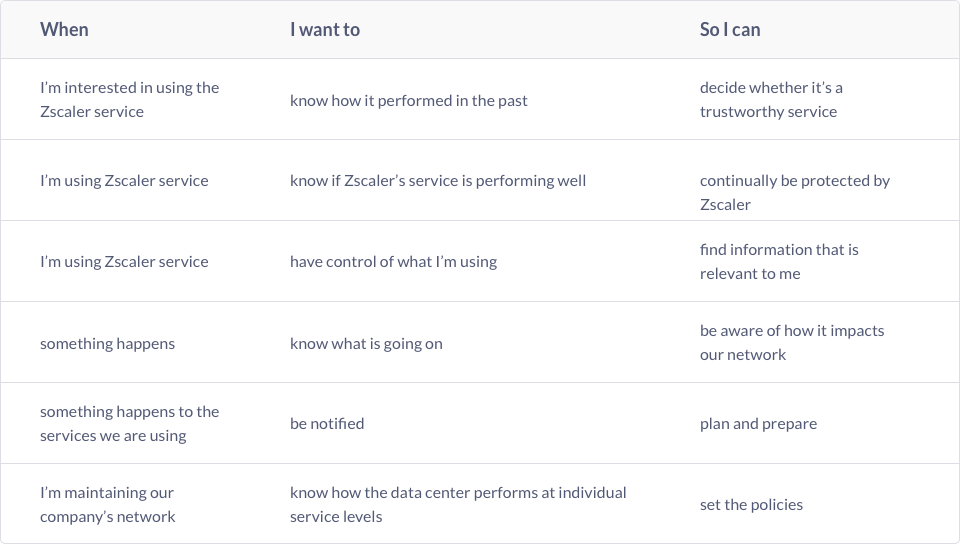 When
I want to
So I can
I’m interested in using the
Zscaler service
know how it performed in the past
decide whether it’s a
trustworthy service
I’m using Zscaler service
know if Zscaler’s service is performing well
continually be protected by
Zscaler
I’m using Zscaler service
have control of what I’m using
find information that is
relevant to me
something happens
know what is going on
be aware of how it impacts
our network
something happens to the
services we are using
be notified
plan and prepare
I’m maintaining our
company’s network
know how the data center performs at individual
service levels
set the policies